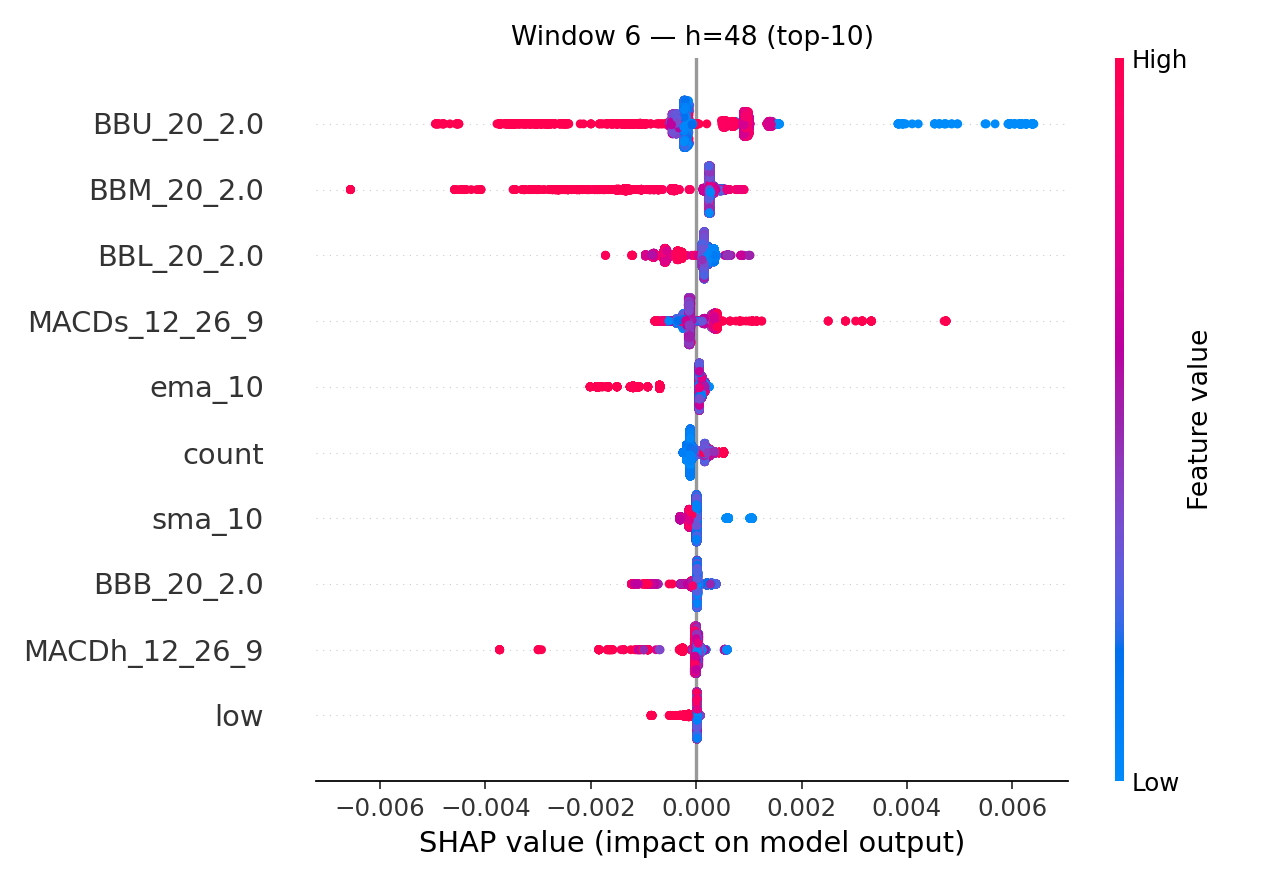 Window 6 — h=48 (top-10)
High
BBU_20_2.0
BBM_20_2.0
BBL_20_2.0
MACDs_12_26_9
ema_10
count
sma_10
BBB_20_2.0
MACDh_12_26_9
low
Feature value
Low
−0.006 −0.004 −0.002 0.000 0.002 0.004 0.006
SHAP value (impact on model output)